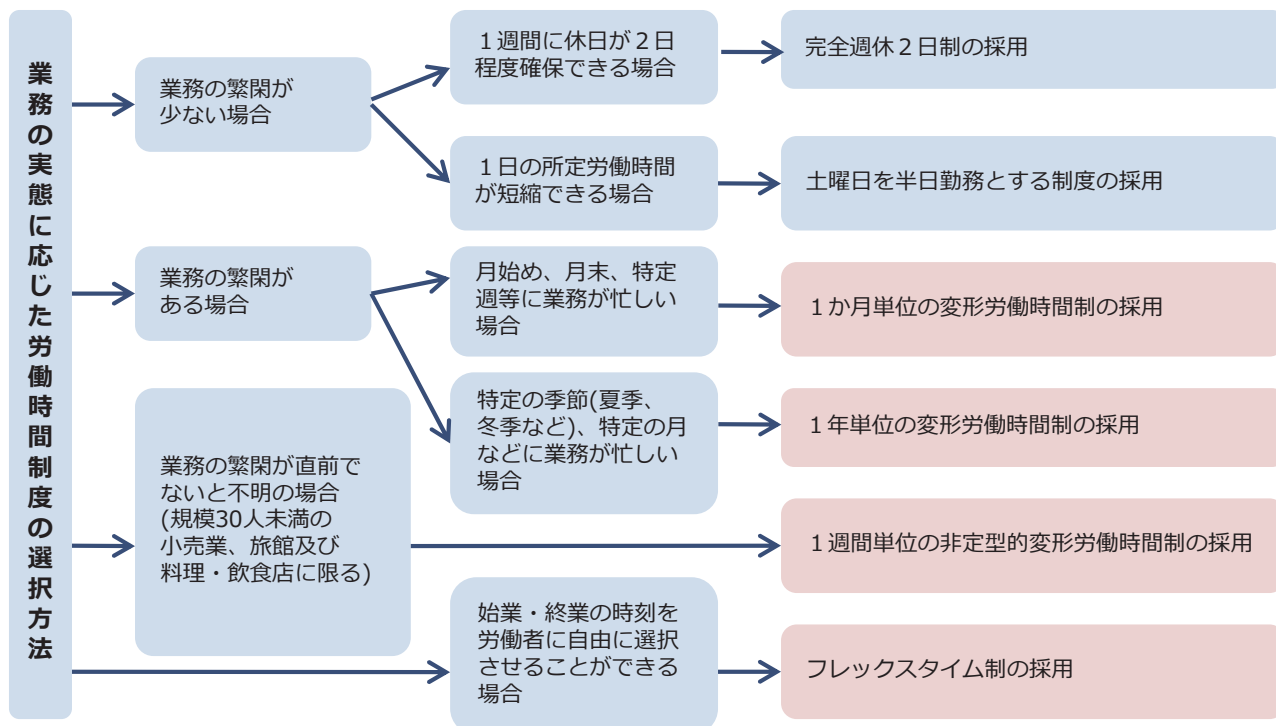 業務の実態に応じた労働時間制度の選択方法
業務の繁閑が
少ない場合
１週間に休日が２日
程度確保できる場合
完全週休２日制の採用
１日の所定労働時間
が短縮できる場合
土曜日を半日勤務とする制度の採用
業務の繁閑が
ある場合
月始め、月末、特定
週等に業務が忙しい
場合
１か月単位の変形労働時間制の採用
特定の季節(夏季、
冬季など)、特定の月
などに業務が忙しい
場合
１年単位の変形労働時間制の採用
業務の繁閑が直前で
ないと不明の場合
(規模30人未満の
小売業、旅館及び
料理・飲食店に限る)
１週間単位の非定型的変形労働時間制の採用
始業・終業の時刻を
労働者に自由に選択
させることができる
場合
フレックスタイム制の採用